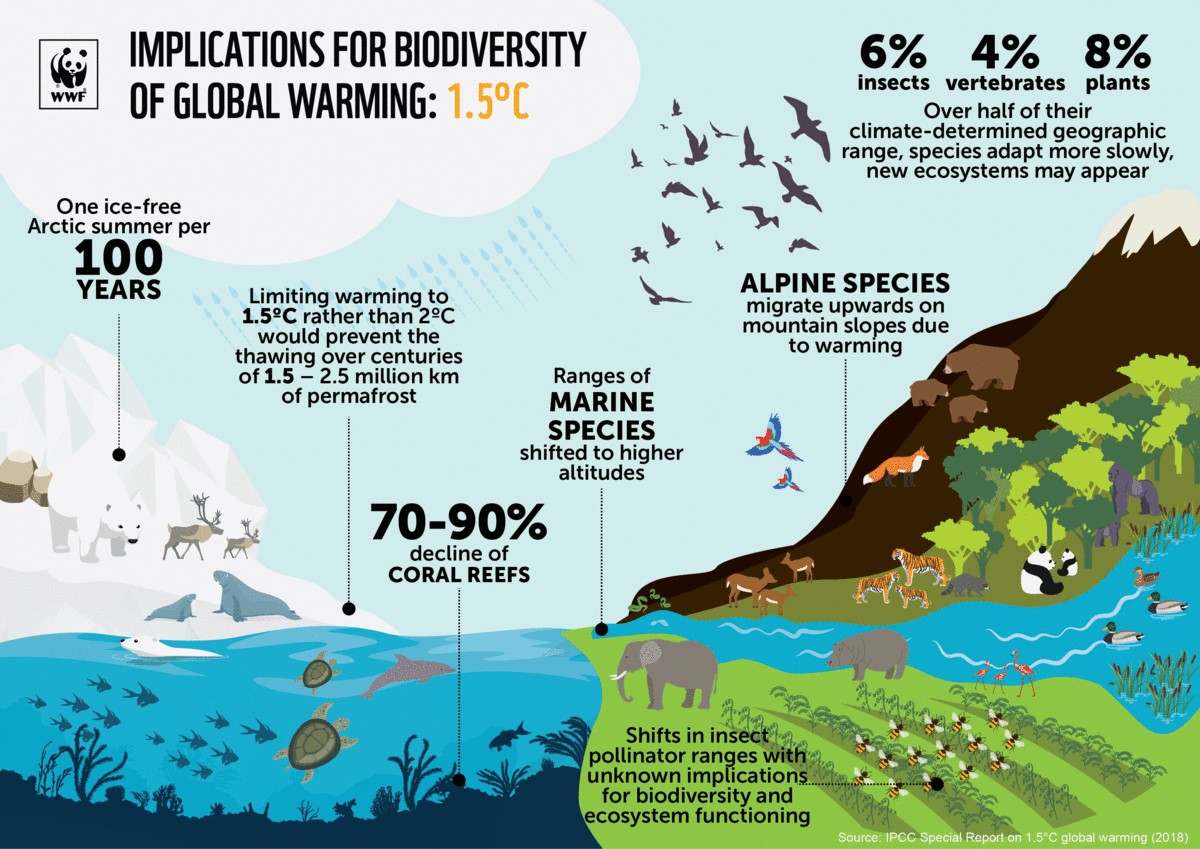 WWF
IMPLICATIONS FOR BIODIVERSITY
OF GLOBAL WARMING: 1.5ºC
6% 4% 8%
insects vertebrates plants
Over half of their
climate-determined geographic
range, species adapt more slowly,
new ecosystems may appear
One ice-free
Arctic summer per
100
YEARS
Limiting warming to
1.5ºC rather than 2ºC
would prevent the
thawing over centuries
of 1.5 – 2.5 million km
of permafrost
ALPINE SPECIES
migrate upwards on
mountain slopes due
to warming
Ranges of
MARINE
SPECIES
shifted to higher
altitudes
70-90%
decline of
CORAL REEFS
Shifts in insect
pollinator ranges with
unknown implications
for biodiversity and
ecosystem functioning
Source: IPCC Special Report on 1.5°C global warming (2018)